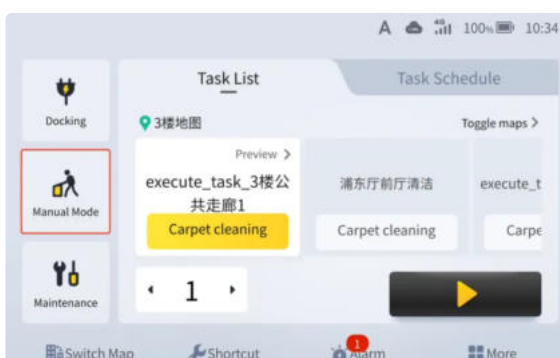 A 4G 100% 10:34
Docking
Manual Mode
Maintenance
Task List
Task Schedule
3楼地图
Toggle maps >
Preview >
execute_task_3楼公
共走廊1
Carpet cleaning
浦东厅前厅清洁
Carpet cleaning
execute_t
Carpe
1
Switch Map
Shortcut
1
Alarm
More